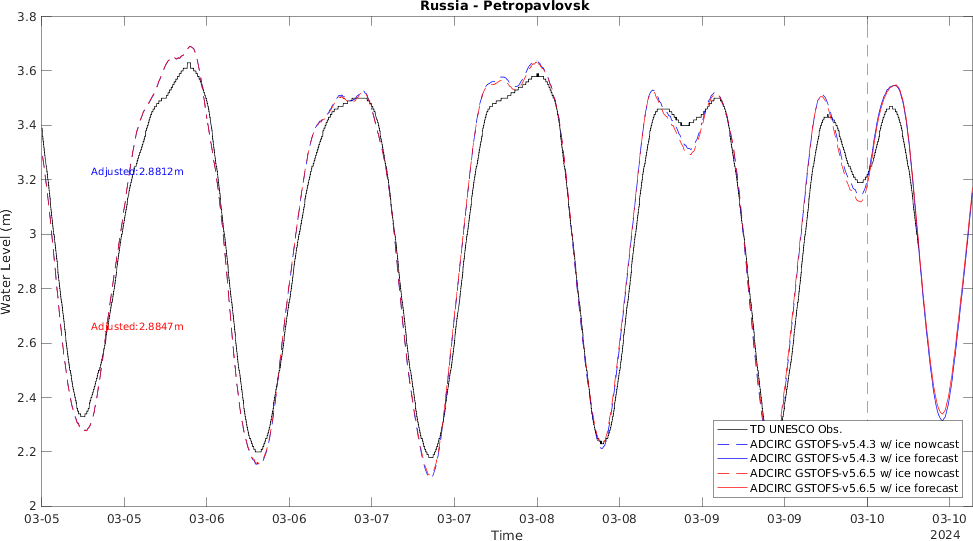 Russia - Petropavlovsk
3.8
3.6
3.4
3.2
3
2.8
2.6
2.4
2.2
2
Water Level (m)
Adjusted:2.8812m
Adjusted:2.8847m
TD UNESCO Obs.
ADCIRC GSTOFS-v5.4.3 w/ ice nowcast
ADCIRC GSTOFS-v5.4.3 w/ ice forecast
ADCIRC GSTOFS-v5.6.5 w/ ice nowcast
ADCIRC GSTOFS-v5.6.5 w/ ice forecast
03-05 03-05 03-06 03-06 03-07 03-07 03-08 03-08 03-09 03-09 03-10 03-10
2024
Time